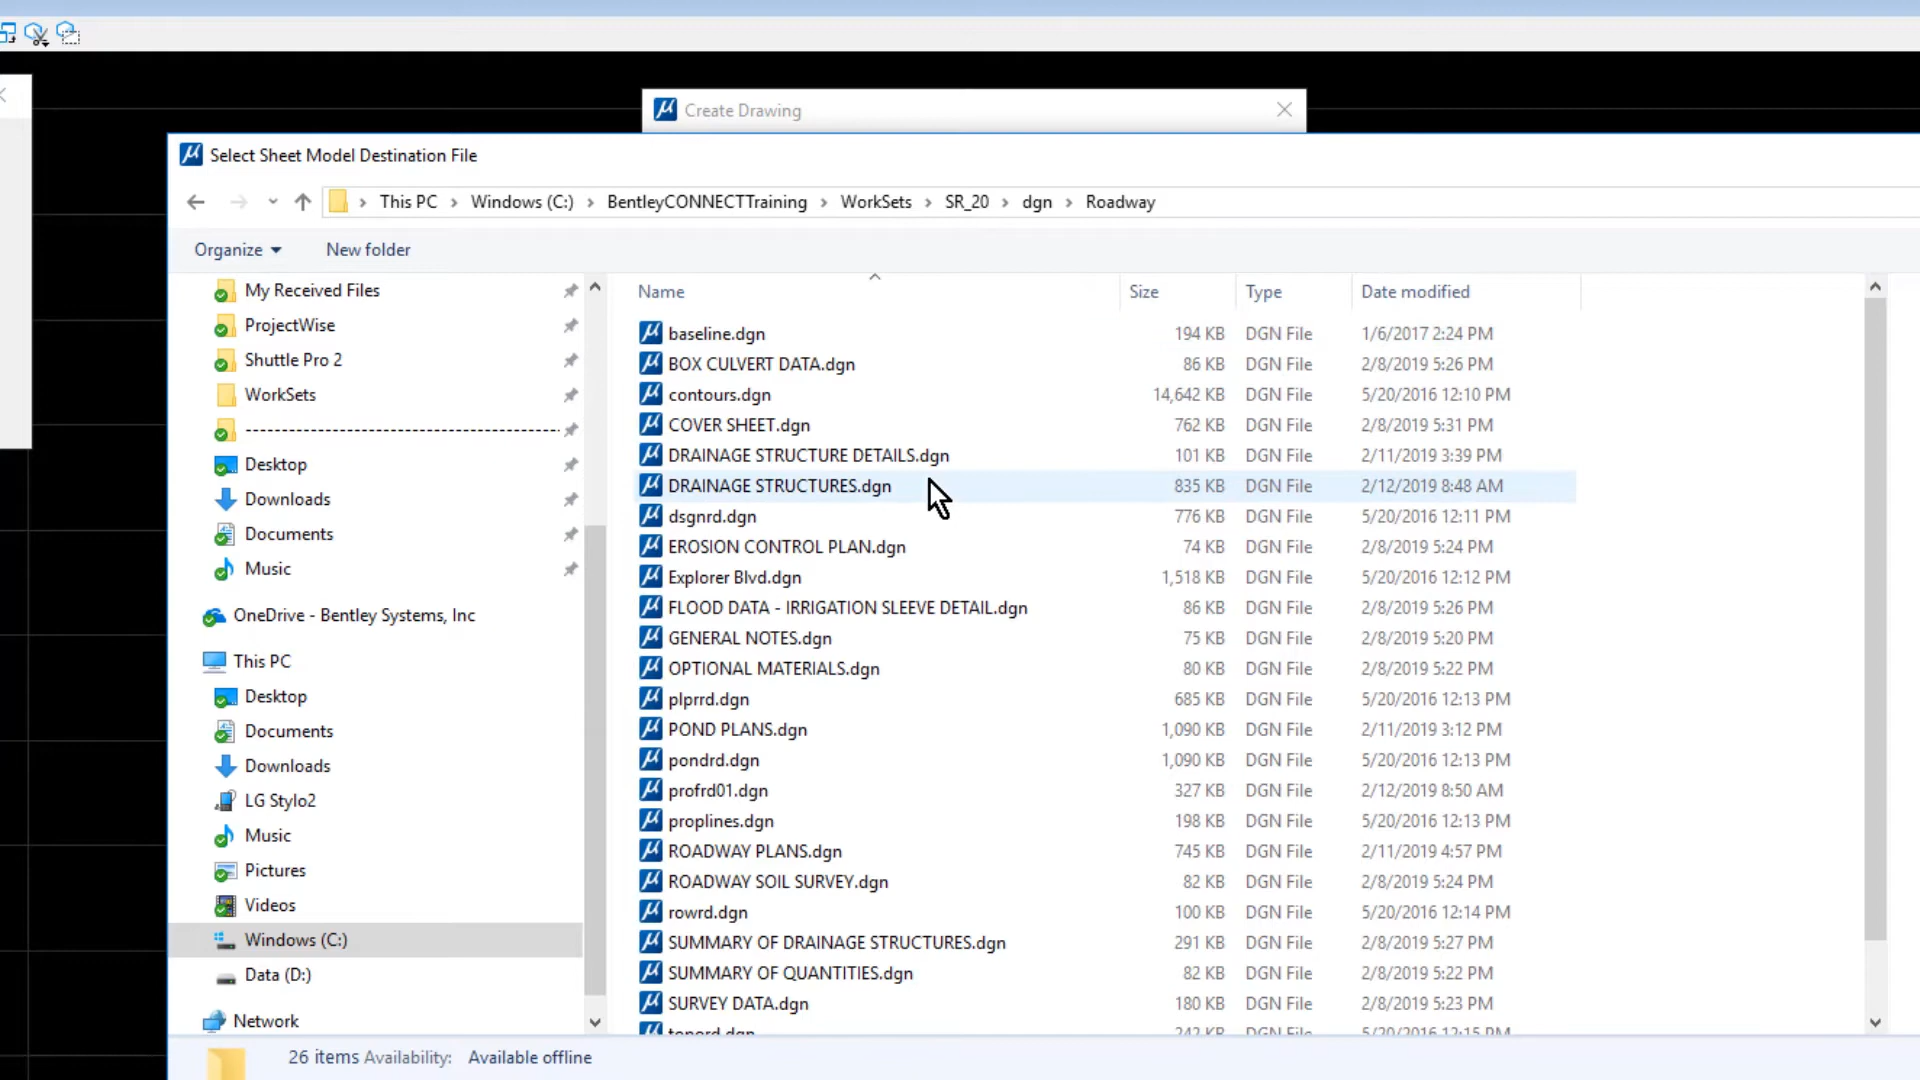 Create Drawing
Select Sheet Model Destination File
This PC > Windows (C:) > BentleyCONNECTTraining > WorkSets > SR_20 > dgn > Roadway
Organize New folder
My Received Files
ProjectWise
Shuttle Pro 2
WorkSets
--------------------------------------------
Desktop
Downloads
Documents
Music
OneDrive - Bentley Systems, Inc
This PC
Desktop
Documents
Downloads
LG Stylo2
Music
Pictures
Videos
Windows (C:)
Data (D:)
Network
Name Size Type Date modified
baseline.dgn 194 KB DGN File 1/6/2017 2:24 PM
BOX CULVERT DATA.dgn 86 KB DGN File 2/8/2019 5:26 PM
contours.dgn 14,642 KB DGN File 5/20/2016 12:10 PM
COVER SHEET.dgn 762 KB DGN File 2/8/2019 5:31 PM
DRAINAGE STRUCTURE DETAILS.dgn 101 KB DGN File 2/11/2019 3:39 PM
DRAINAGE STRUCTURES.dgn 835 KB DGN File 2/12/2019 8:48 AM
dsgnrd.dgn 776 KB DGN File 5/20/2016 12:11 PM
EROSION CONTROL PLAN.dgn 74 KB DGN File 2/8/2019 5:24 PM
Explorer Blvd.dgn 1,518 KB DGN File 5/20/2016 12:12 PM
FLOOD DATA - IRRIGATION SLEEVE DETAIL.dgn 86 KB DGN File 2/8/2019 5:26 PM
GENERAL NOTES.dgn 75 KB DGN File 2/8/2019 5:20 PM
OPTIONAL MATERIALS.dgn 80 KB DGN File 2/8/2019 5:22 PM
plprrd.dgn 685 KB DGN File 5/20/2016 12:13 PM
POND PLANS.dgn 1,090 KB DGN File 2/11/2019 3:12 PM
pondrd.dgn 1,090 KB DGN File 5/20/2016 12:13 PM
profrd01.dgn 327 KB DGN File 2/12/2019 8:50 AM
proplines.dgn 198 KB DGN File 5/20/2016 12:13 PM
ROADWAY PLANS.dgn 745 KB DGN File 2/11/2019 4:57 PM
ROADWAY SOIL SURVEY.dgn 82 KB DGN File 2/8/2019 5:24 PM
rowrd.dgn 100 KB DGN File 5/20/2016 12:14 PM
SUMMARY OF DRAINAGE STRUCTURES.dgn 291 KB DGN File 2/8/2019 5:27 PM
SUMMARY OF QUANTITIES.dgn 82 KB DGN File 2/8/2019 5:22 PM
SURVEY DATA.dgn 180 KB DGN File 2/8/2019 5:23 PM
242 KB DGN File 5/20/2016 12:15 PM
26 items Availability: Available offline